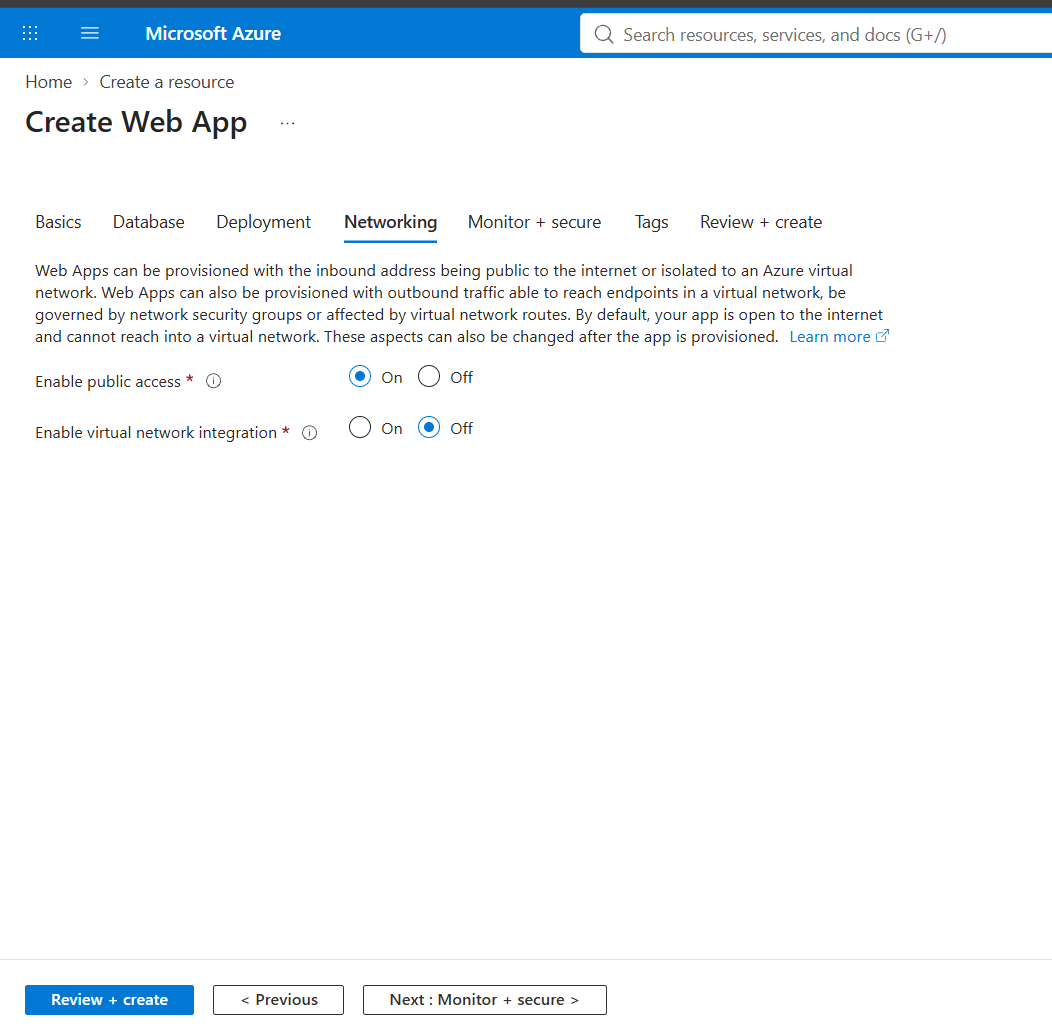 Microsoft Azure
Search resources, services, and docs (G+/)
Home > Create a resource
Create Web App ...
Basics Database Deployment Networking Monitor + secure Tags Review + create
Web Apps can be provisioned with the inbound address being public to the internet or isolated to an Azure virtual
network. Web Apps can also be provisioned with outbound traffic able to reach endpoints in a virtual network, be
governed by network security groups or affected by virtual network routes. By default, your app is open to the internet
and cannot reach into a virtual network. These aspects can also be changed after the app is provisioned. Learn more
Enable public access * On Off
Enable virtual network integration * On Off
Review + create < Previous Next : Monitor + secure >